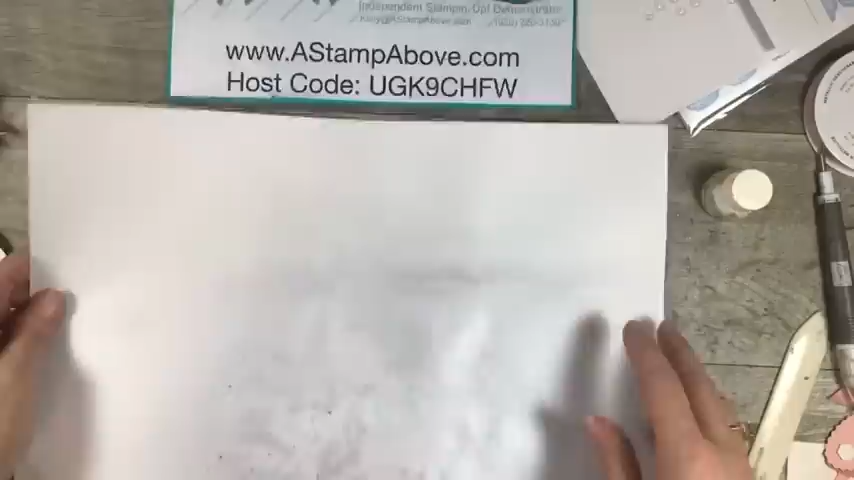 Independent Stampin' Up! Demonstrator
www.AStampAbove.com
Host Code: UGK9CHFW